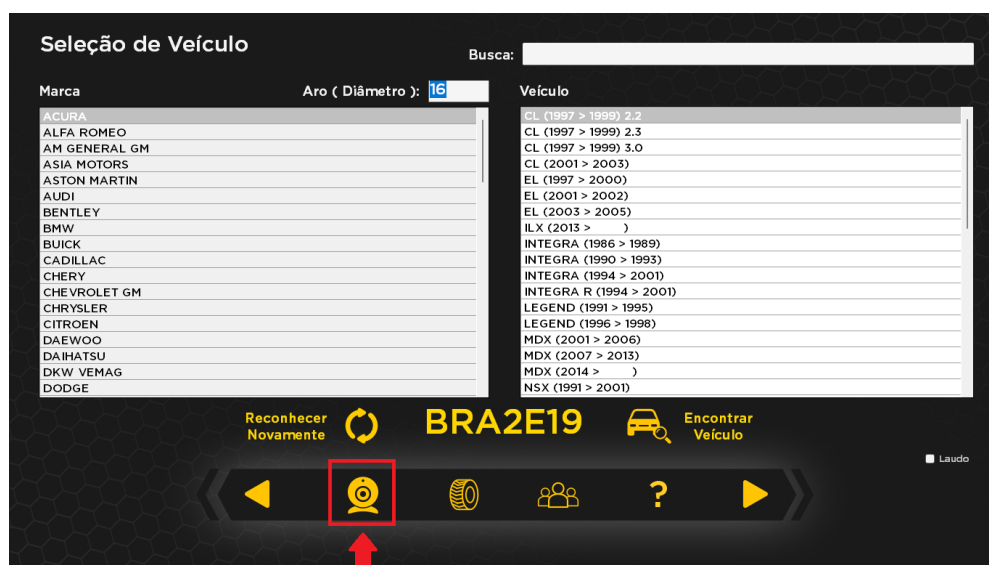 Seleção de Veículo
Busca:
Marca
Aro ( Diâmetro ): 16
Veículo
ACURA
ALFA ROMEO
AM GENERAL GM
ASIA MOTORS
ASTON MARTIN
AUDI
BENTLEY
BMW
BUICK
CADILLAC
CHERY
CHEVROLET GM
CHRYSLER
CITROEN
DAEWOO
DAIHATSU
DKW VEMAG
DODGE
CL (1997 > 1999) 2.2
CL (1997 > 1999) 2.3
CL (1997 > 1999) 3.0
CL (2001 > 2003)
EL (1997 > 2000)
EL (2001 > 2002)
EL (2003 > 2005)
ILX (2013 > )
INTEGRA (1986 > 1989)
INTEGRA (1990 > 1993)
INTEGRA (1994 > 2001)
INTEGRA R (1994 > 2001)
LEGEND (1991 > 1995)
LEGEND (1996 > 1998)
MDX (2001 > 2006)
MDX (2007 > 2013)
MDX (2014 > )
NSX (1991 > 2001)
Reconhecer
Novamente
BRA2E19
Encontrar
Veículo
Laudo
?